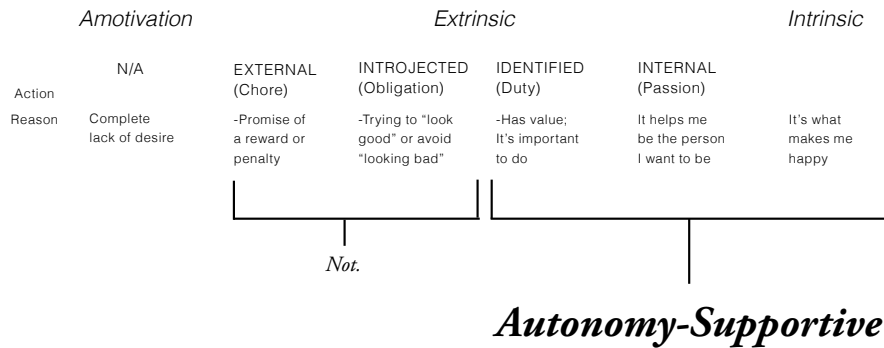 Amotivation Extrinsic Intrinsic
N/A
EXTERNAL
(Chore)
INTROJECTED
(Obligation)
IDENTIFIED
(Duty)
INTERNAL
(Passion)
Action
Reason
Complete
lack of desire
-Promise of
a reward or
penalty
-Trying to “look
good” or avoid
“looking bad”
-Has value;
It’s important
to do
It helps me
be the person
I want to be
It’s what
makes me
happy
Not.
Autonomy-Supportive